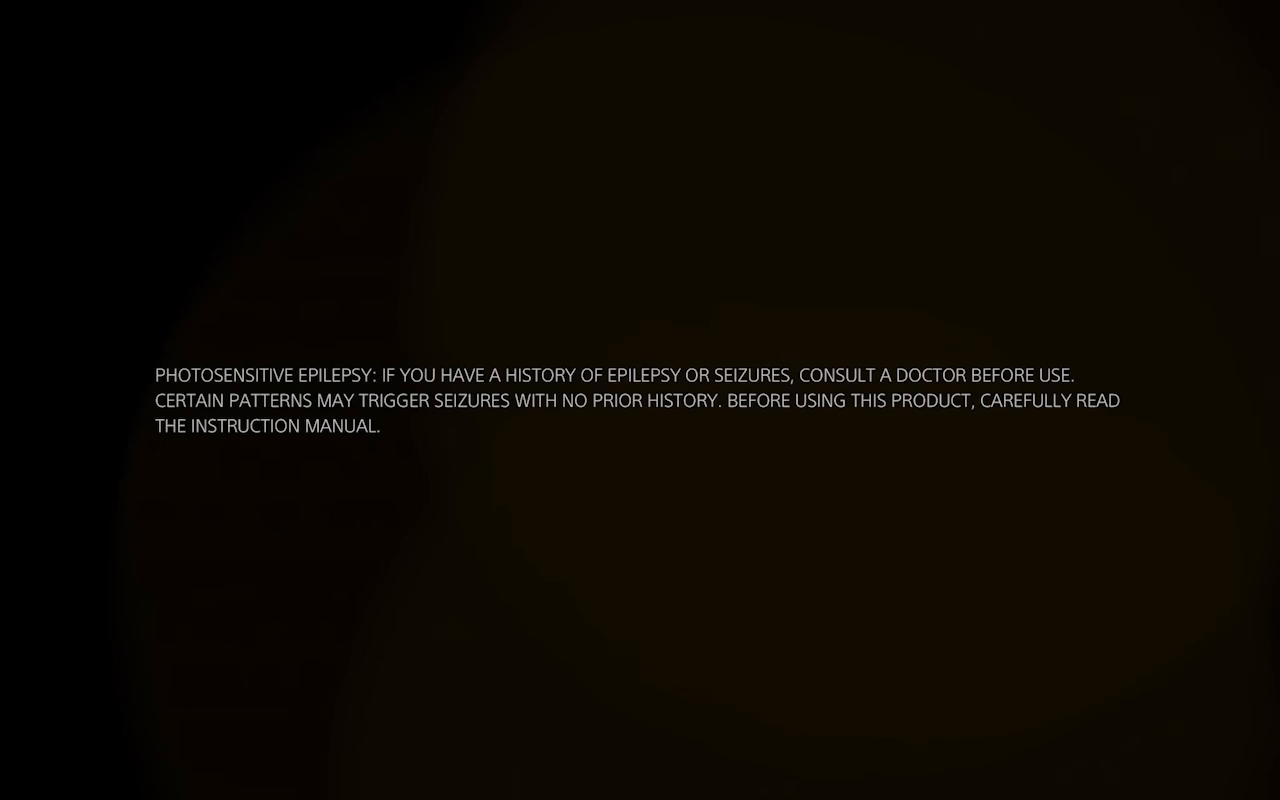 PHOTOSENSITIVE EPILEPSY: IF YOU HAVE A HISTORY OF EPILEPSY OR SEIZURES, CONSULT A DOCTOR BEFORE USE.
CERTAIN PATTERNS MAY TRIGGER SEIZURES WITH NO PRIOR HISTORY. BEFORE USING THIS PRODUCT, CAREFULLY READ
THE INSTRUCTION MANUAL.